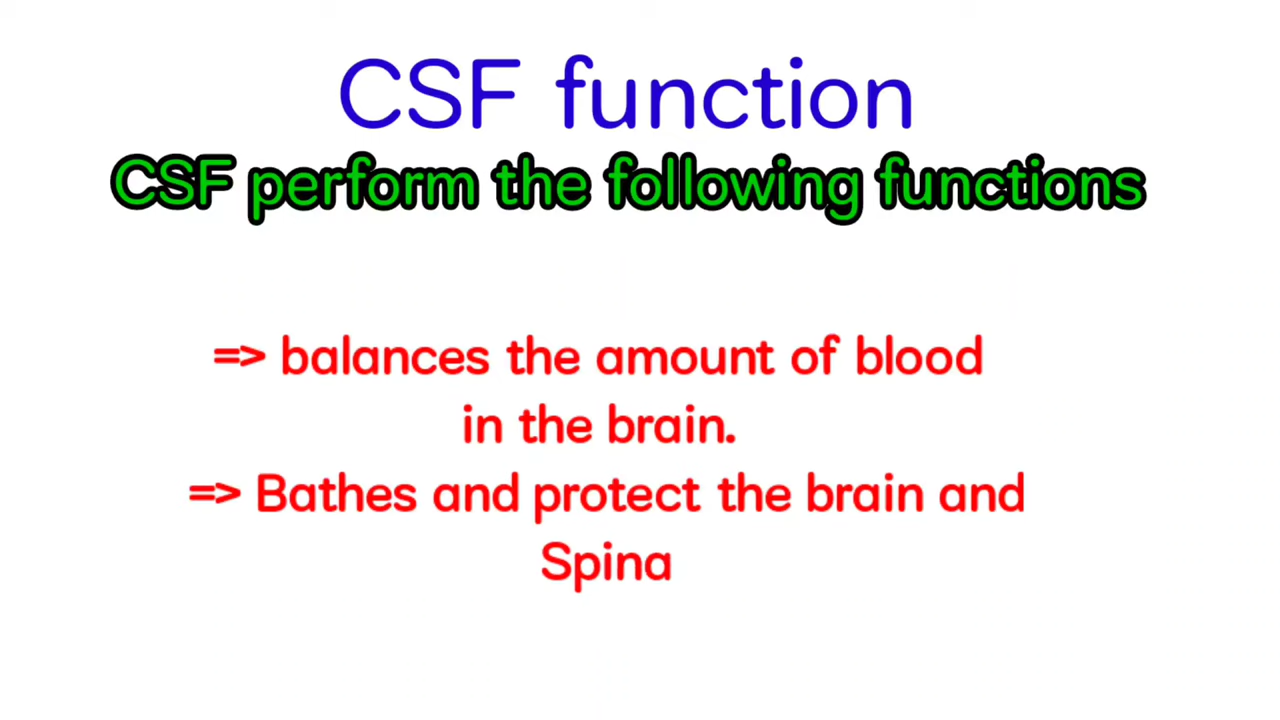 CSF function
CSF perform the following functions
=> balances the amount of blood
in the brain.
=> Bathes and protect the brain and
Spina